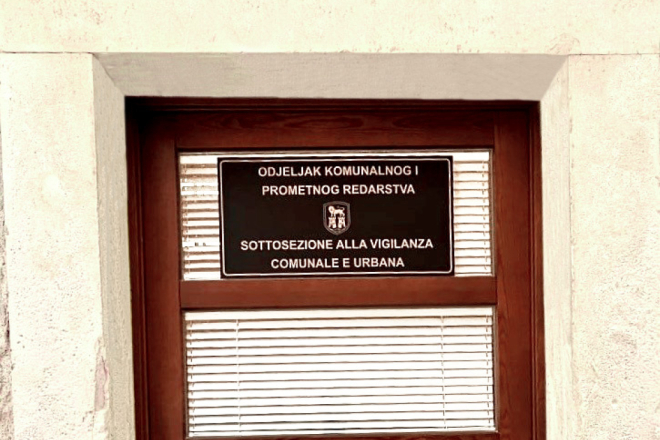 ODJELJAK KOMUNALNOG I
PROMETNOG REDARSTVA
SOTTOSEZIONE ALLA VIGILANZA
COMUNALE E URBANA